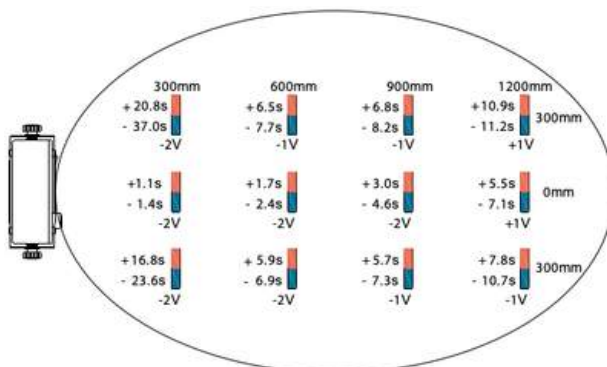 300mm 600mm 900mm 1200mm
+20.8s +6.5s +6.8s +10.9s 300mm
- 37.0s - 7.7s - 8.2s - 11.2s
-2V -1V -1V +1V
+1.1s +1.7s +3.0s +5.5s 0mm
- 1.4s - 2.4s - 4.6s - 7.1s
-2V -2V -2V +1V
+16.8s +5.9s +5.7s +7.8s 300mm
- 23.6s - 6.9s - 7.3s - 10.7s
-2V -2V -1V -1V